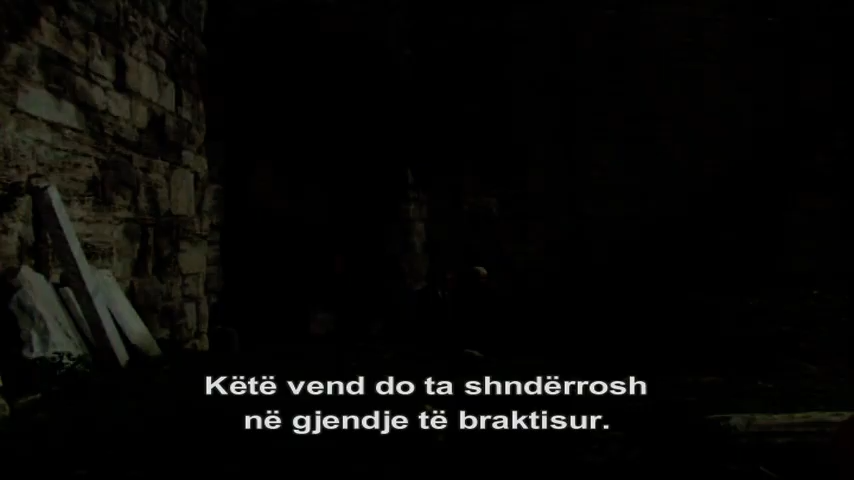 Këtë vend do ta shndërrosh
në gjendje të braktisur.